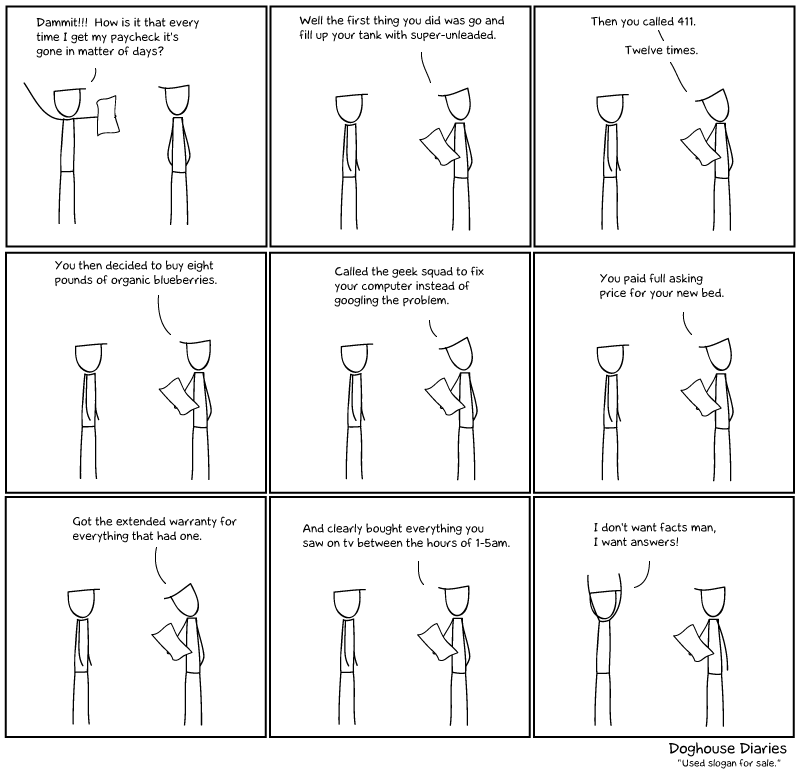 Dammit!!! How is it that every
time I get my paycheck it's
gone in matter of days?
Well the first thing you did was go and
fill up your tank with super-unleaded.
Then you called 411.
Twelve times.
You then decided to buy eight
pounds of organic blueberries.
Called the geek squad to fix
your computer instead of
googling the problem.
You paid full asking
price for your new bed.
Got the extended warranty for
everything that had one.
And clearly bought everything you
saw on tv between the hours of 1-5am.
I don't want facts man,
I want answers!
Doghouse Diaries
"Used slogan for sale."